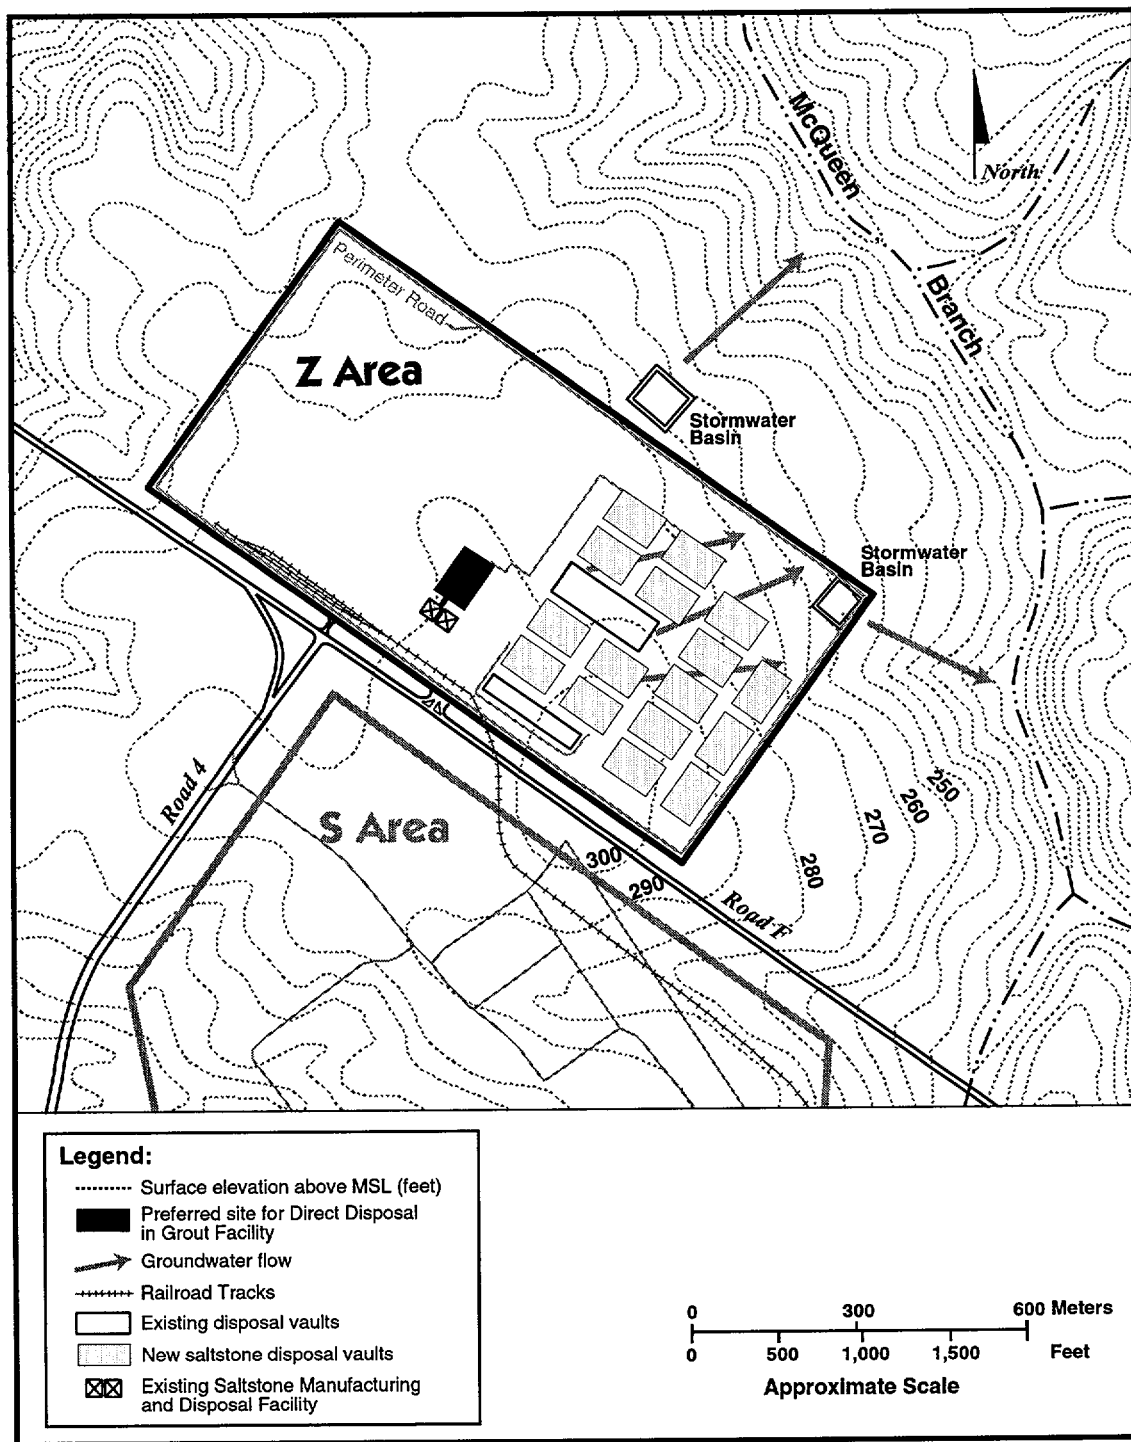 McQueen
Branch
North
Perimeter Road
Z Area
Stormwater
Basin
Stormwater
Basin
Road 4
S Area
300
290
280
270
260
250
Road F
Legend:
Surface elevation above MSL (feet)
Preferred site for Direct Disposal
in Grout Facility
Groundwater flow
Railroad Tracks
Existing disposal vaults
New saltstone disposal vaults
Existing Saltstone Manufacturing
and Disposal Facility
0 300 600 Meters
0 500 1,000 1,500 Feet
Approximate Scale